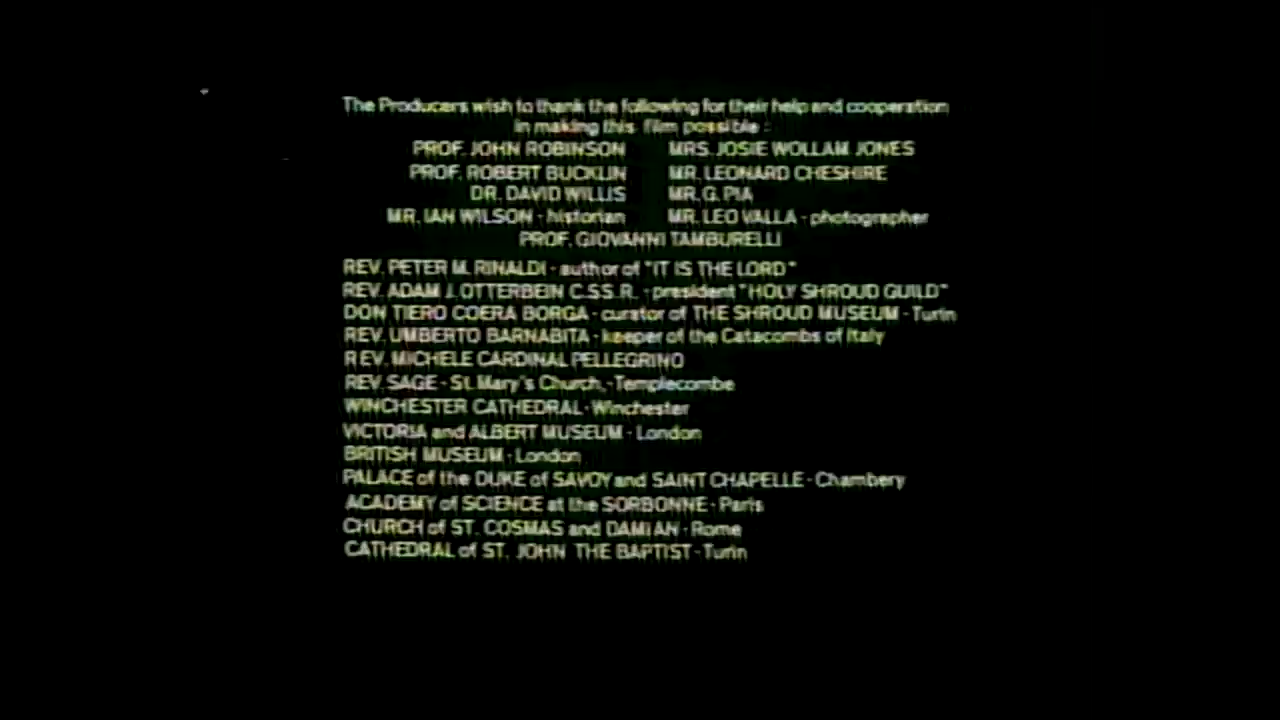 The Producers wish to thank the following for their help and cooperation
in making this film possible :
PROF. JOHN ROBINSON MRS. JOSIE WOLLAM JONES
PROF. ROBERT BUCKLIN MR. LEONARD CHESHIRE
DR. DAVID WILLIS MR. G. PIA
MR. IAN WILSON - historian MR. LEO VALLA - photographer
PROF. GIOVANNI TAMBURELLI
REV. PETER M. RINALDI - author of "IT IS THE LORD"
REV. ADAM J. OTTERBEIN C.SS.R. - president "HOLY SHROUD GUILD"
DON TIERO COERA BORGA - curator of THE SHROUD MUSEUM - Turin
REV. UMBERTO BARNABITA - keeper of the Catacombs of Italy
REV. MICHELE CARDINAL PELLEGRINO
REV. SAGE - St. Mary's Church, - Templecombe
WINCHESTER CATHEDRAL - Winchester
VICTORIA and ALBERT MUSEUM - London
BRITISH MUSEUM - London
PALACE of the DUKE of SAVOY and SAINT CHAPELLE - Chambery
ACADEMY of SCIENCE at the SORBONNE - Paris
CHURCH of ST. COSMAS and DAMIAN - Rome
CATHEDRAL of ST. JOHN THE BAPTIST - Turin